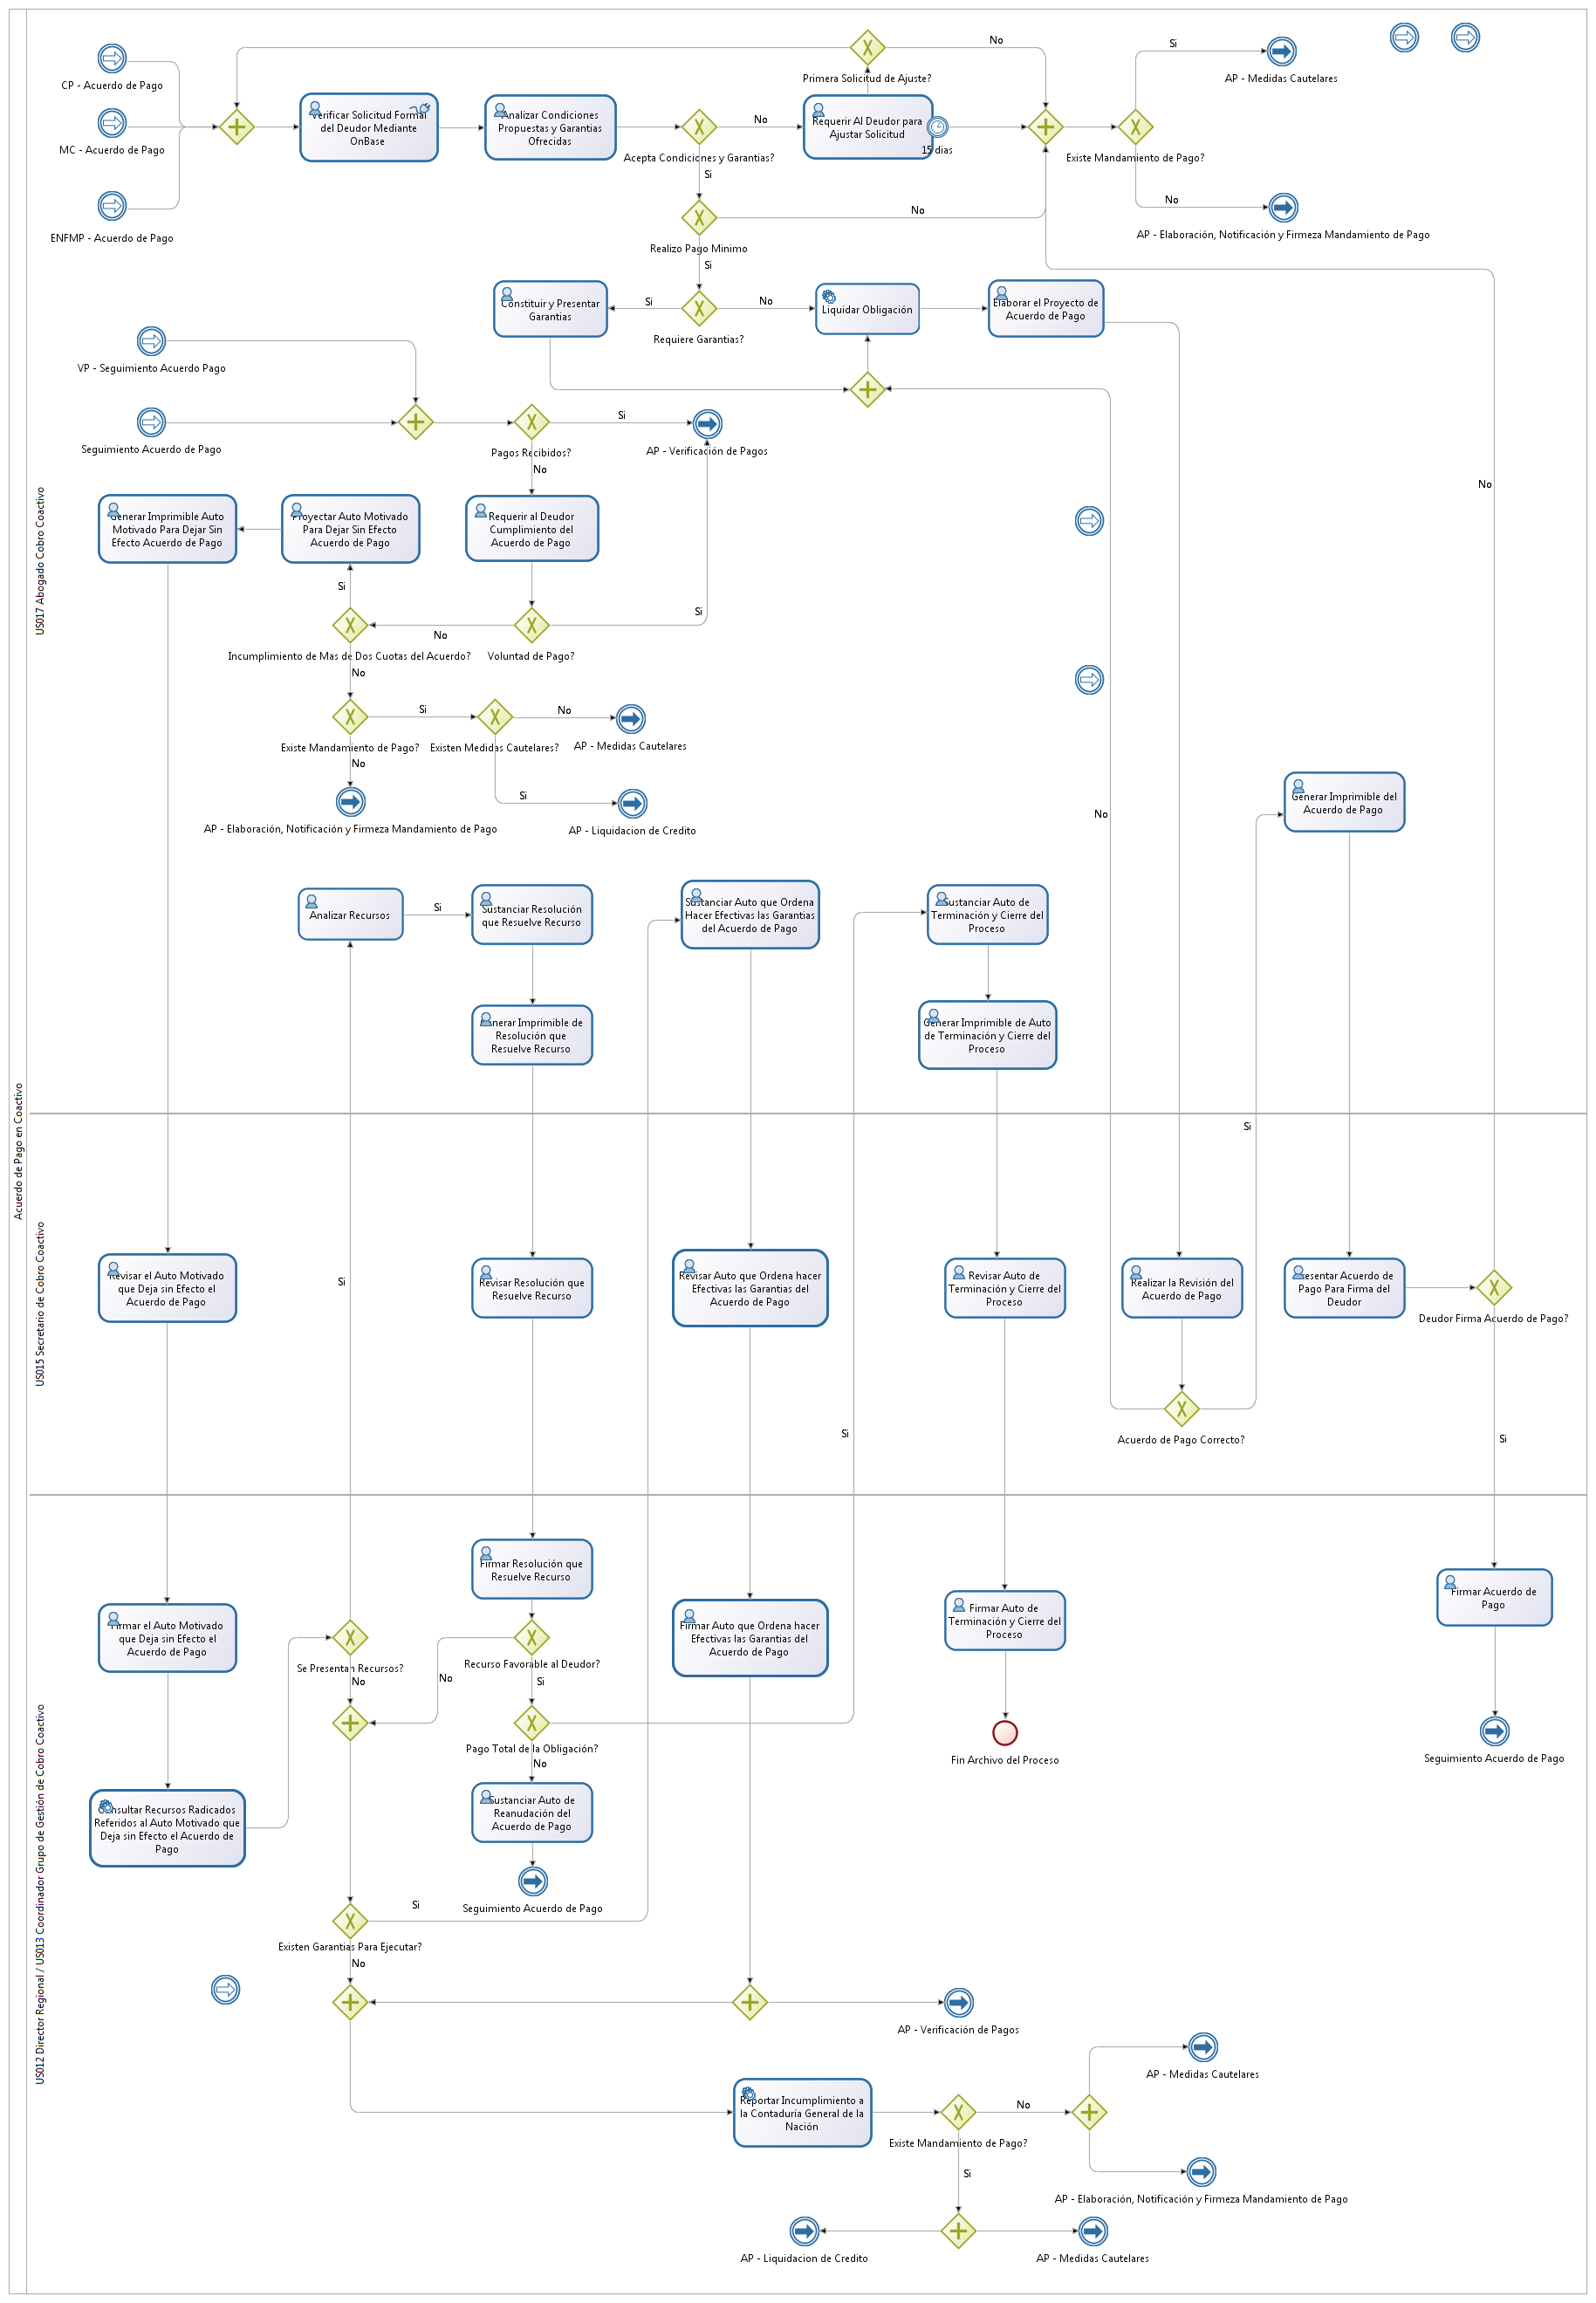 Acuerdo de Pago en Coactivo
US017 Abogado Cobro Coactivo
CP - Acuerdo de Pago
MC - Acuerdo de Pago
ENFMP - Acuerdo de Pago
Verificar Solicitud Formal
del Deudor Mediante
OnBase
Analizar Condiciones
Propuestas y Garantias
Ofrecidas
Acepta Condiciones y Garantias?
No
Si
Requerir Al Deudor para
Ajustar Solicitud
15 dias
Primera Solicitud de Ajuste?
No
Existe Mandamiento de Pago?
Si
AP - Medidas Cautelares
No
AP - Elaboración, Notificación y Firmeza Mandamiento de Pago
Realizo Pago Minimo
No
Si
Requiere Garantias?
Si
No
Constituir y Presentar
Garantias
Liquidar Obligación
Elaborar el Proyecto de
Acuerdo de Pago
VP - Seguimiento Acuerdo Pago
Seguimiento Acuerdo de Pago
Pagos Recibidos?
Si
AP - Verificación de Pagos
No
Generar Imprimible Auto
Motivado Para Dejar Sin
Efecto Acuerdo de Pago
Proyectar Auto Motivado
Para Dejar Sin Efecto
Acuerdo de Pago
Requerir al Deudor
Cumplimiento del
Acuerdo de Pago
No
Si
Si
No
Incumplimiento de Mas de Dos Cuotas del Acuerdo?
Voluntad de Pago?
No
Si
No
Existe Mandamiento de Pago?
Existen Medidas Cautelares?
AP - Medidas Cautelares
No
Si
AP - Elaboración, Notificación y Firmeza Mandamiento de Pago
AP - Liquidacion de Credito
No
Generar Imprimible del
Acuerdo de Pago
Analizar Recursos
Si
Sustanciar Resolución
que Resuelve Recurso
Sustanciar Auto que Ordena
Hacer Efectivas las Garantias
del Acuerdo de Pago
Sustanciar Auto de
Terminación y Cierre del
Proceso
Generar Imprimible de
Resolución que
Resuelve Recurso
Generar Imprimible de Auto
de Terminación y Cierre del
Proceso
US015 Secretario de Cobro Coactivo
Si
Revisar el Auto Motivado
que Deja sin Efecto el
Acuerdo de Pago
Si
Revisar Resolución que
Resuelve Recurso
Revisar Auto que Ordena hacer
Efectivas las Garantias del
Acuerdo de Pago
Revisar Auto de
Terminación y Cierre del
Proceso
Realizar la Revisión del
Acuerdo de Pago
Presentar Acuerdo de
Pago Para Firma del
Deudor
Deudor Firma Acuerdo de Pago?
Si
Acuerdo de Pago Correcto?
Si
US012 Director Regional / US013 Coordinador Grupo de Gestión de Cobro Coactivo
Firmar Resolución que
Resuelve Recurso
Firmar el Auto Motivado
que Deja sin Efecto el
Acuerdo de Pago
Se Presentan Recursos?
No
Recurso Favorable al Deudor?
No
Si
Firmar Auto que Ordena hacer
Efectivas las Garantias del
Acuerdo de Pago
Firmar Auto de
Terminación y Cierre del
Proceso
Firmar Acuerdo de
Pago
Pago Total de la Obligación?
No
Fin Archivo del Proceso
Seguimiento Acuerdo de Pago
Consultar Recursos Radicados
Referidos al Auto Motivado que
Deja sin Efecto el Acuerdo de
Pago
Sustanciar Auto de
Reanudación del
Acuerdo de Pago
Seguimiento Acuerdo de Pago
Si
Existen Garantias Para Ejecutar?
No
AP - Verificación de Pagos
AP - Medidas Cautelares
Reportar Incumplimiento a
la Contaduría General de la
Nación
No
Existe Mandamiento de Pago?
Si
AP - Elaboración, Notificación y Firmeza Mandamiento de Pago
AP - Liquidacion de Credito
AP - Medidas Cautelares